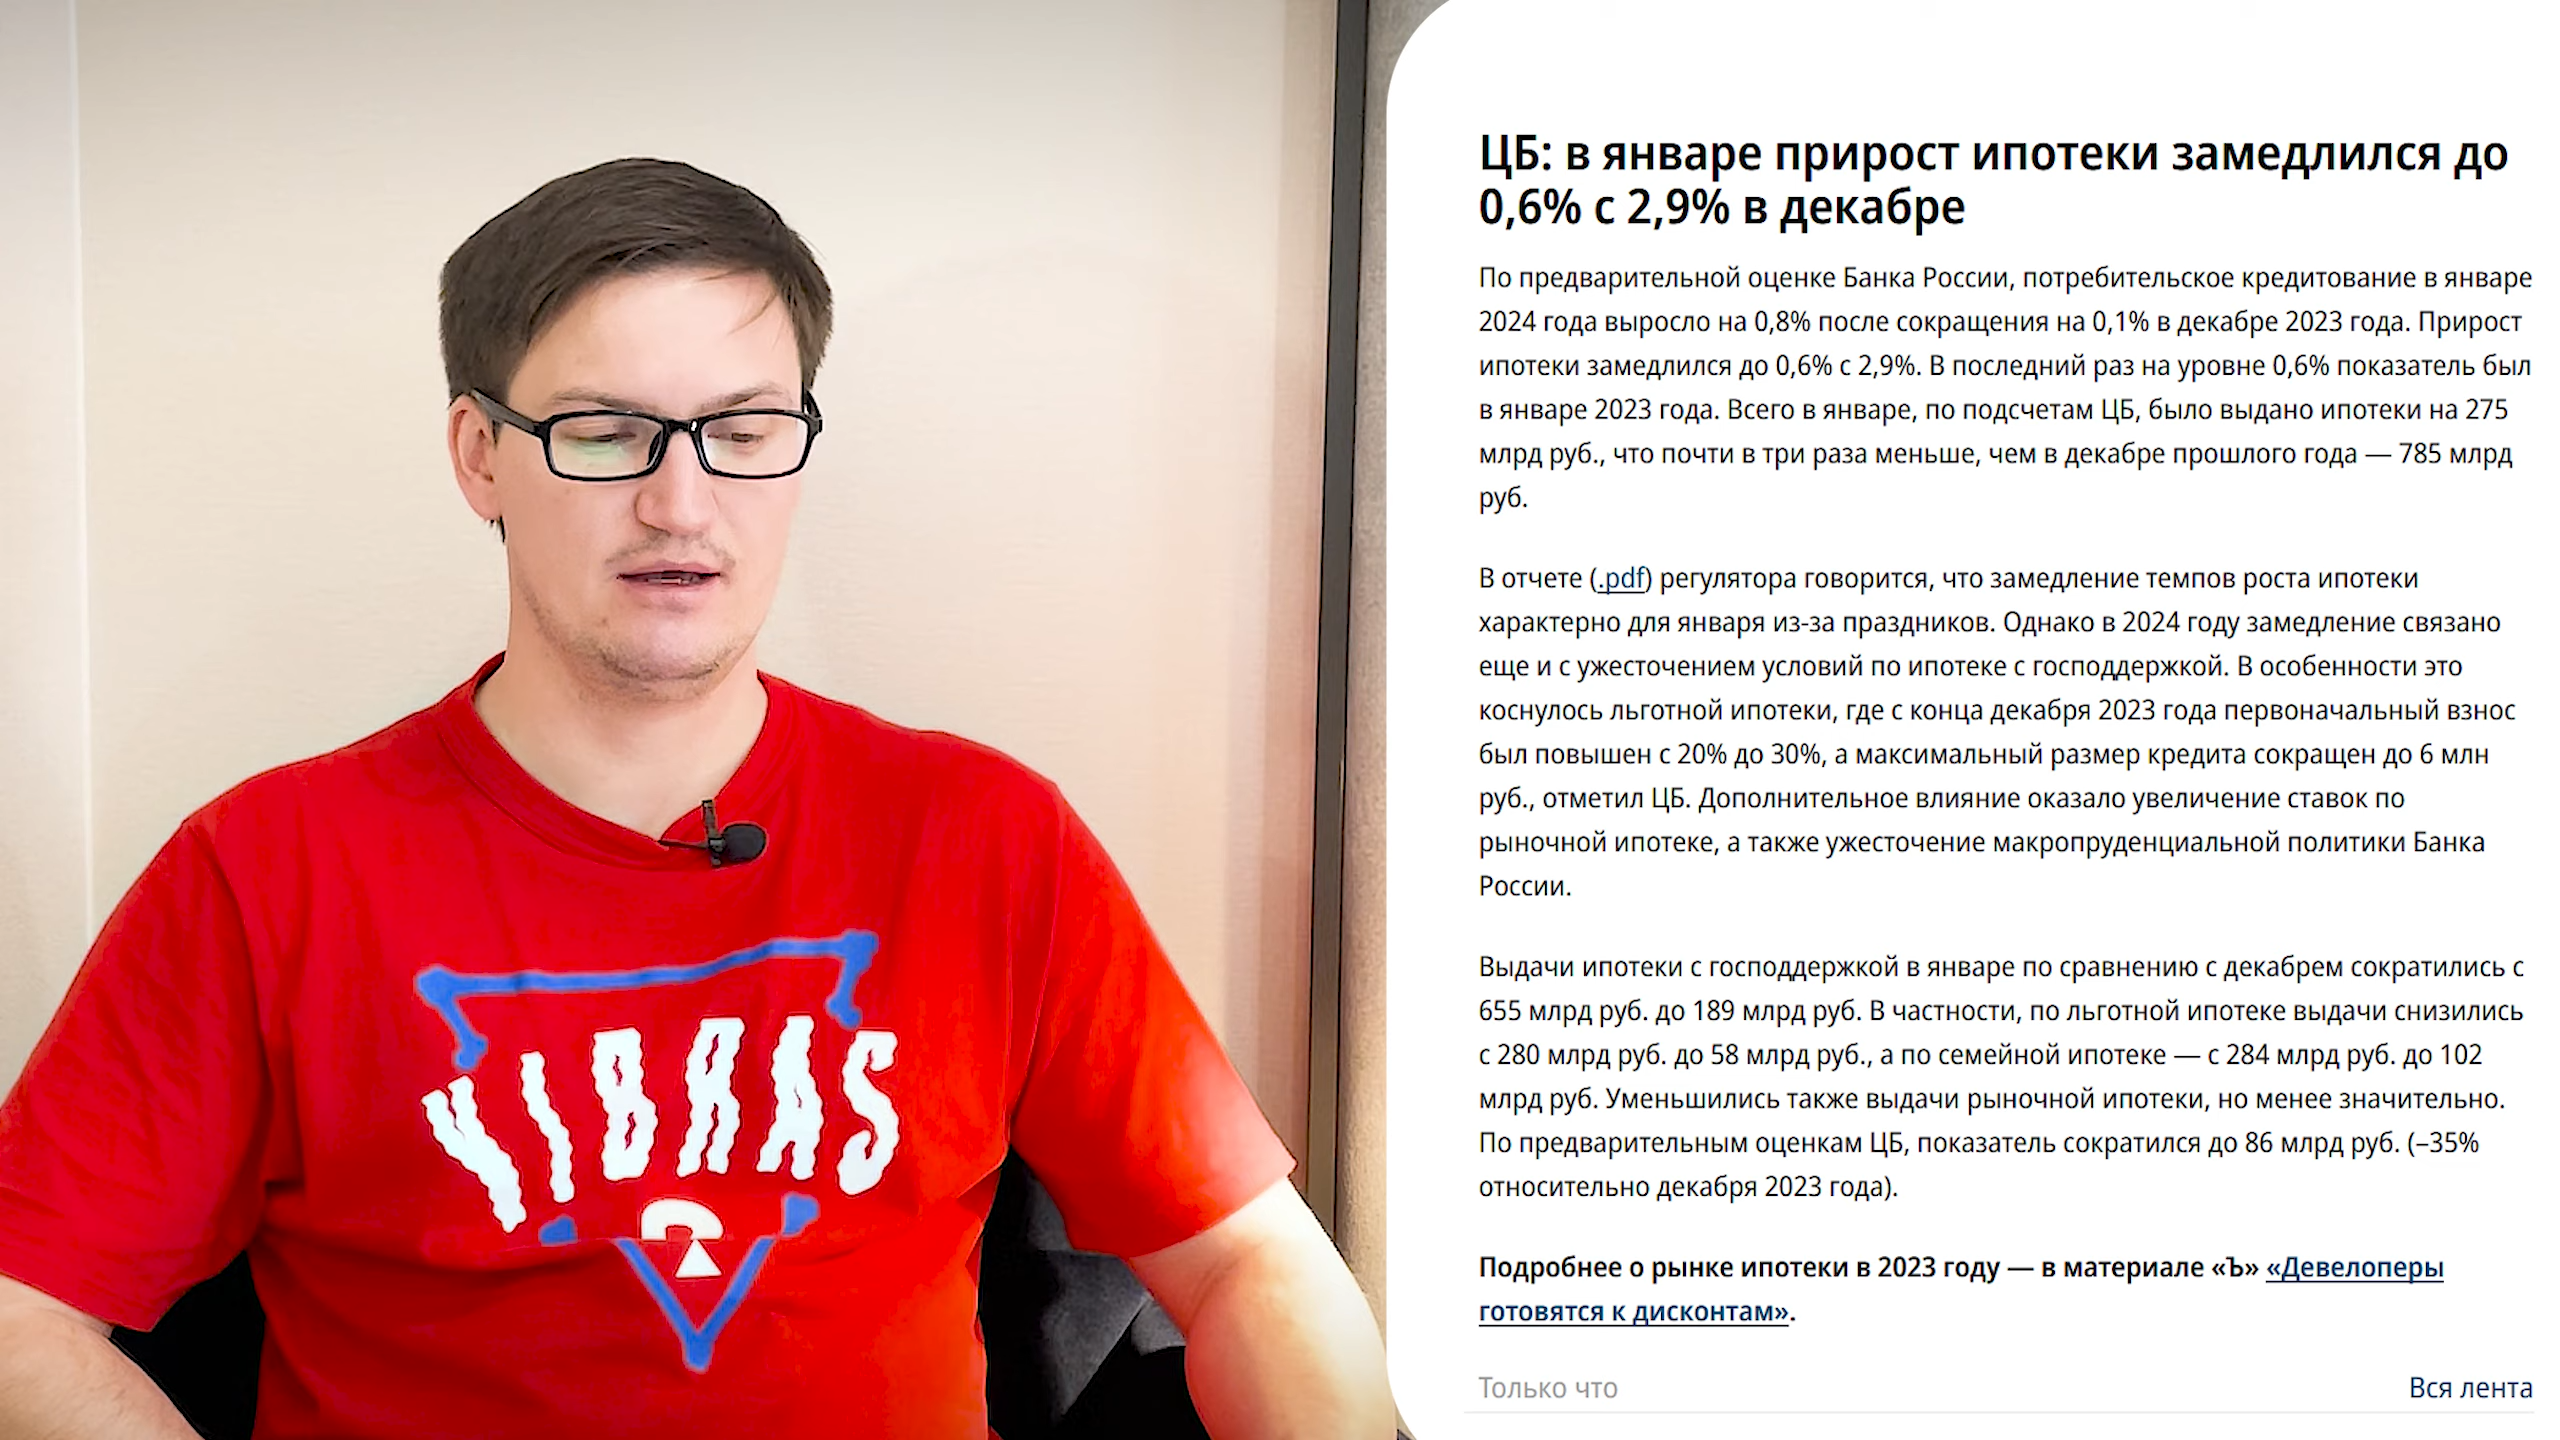 VIBRAS
ЦБ: в январе прирост ипотеки замедлился до
0,6% с 2,9% в декабре
По предварительной оценке Банка России, потребительское кредитование в январе
2024 года выросло на 0,8% после сокращения на 0,1% в декабре 2023 года. Прирост
ипотеки замедлился до 0,6% с 2,9%. В последний раз на уровне 0,6% показатель был
в январе 2023 года. Всего в январе, по подсчетам ЦБ, было выдано ипотеки на 275
млрд руб., что почти в три раза меньше, чем в декабре прошлого года — 785 млрд
руб.
В отчете (.pdf) регулятора говорится, что замедление темпов роста ипотеки
характерно для января из-за праздников. Однако в 2024 году замедление связано
еще и с ужесточением условий по ипотеке с господдержкой. В особенности это
коснулось льготной ипотеки, где с конца декабря 2023 года первоначальный взнос
был повышен с 20% до 30%, а максимальный размер кредита сокращен до 6 млн
руб., отметил ЦБ. Дополнительное влияние оказало увеличение ставок по
рыночной ипотеке, а также ужесточение макропруденциальной политики Банка
России.
Выдачи ипотеки с господдержкой в январе по сравнению с декабрем сократились с
655 млрд руб. до 189 млрд руб. В частности, по льготной ипотеке выдачи снизились
с 280 млрд руб. до 58 млрд руб., а по семейной ипотеке — с 284 млрд руб. до 102
млрд руб. Уменьшились также выдачи рыночной ипотеки, но менее значительно.
По предварительным оценкам ЦБ, показатель сократился до 86 млрд руб. (–35%
относительно декабря 2023 года).
Подробнее о рынке ипотеки в 2023 году — в материале «Ъ» «Девелоперы
готовятся к дисконтам».
Только что
Вся лента